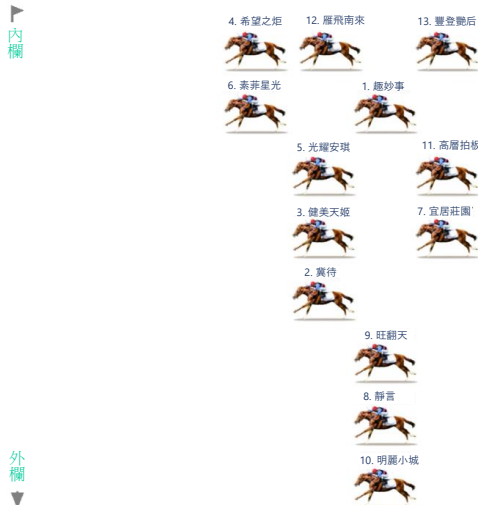 內欄
4. 希望之炬
12. 雁飛南來
13. 豐登艷后
6. 素菲星光
1. 趣妙事
5. 光耀安琪
11. 高層拍板
3. 健美天姬
7. 宜居莊園
2. 冀待
9. 旺翻天
8. 靜言
10. 明麗小城
外欄